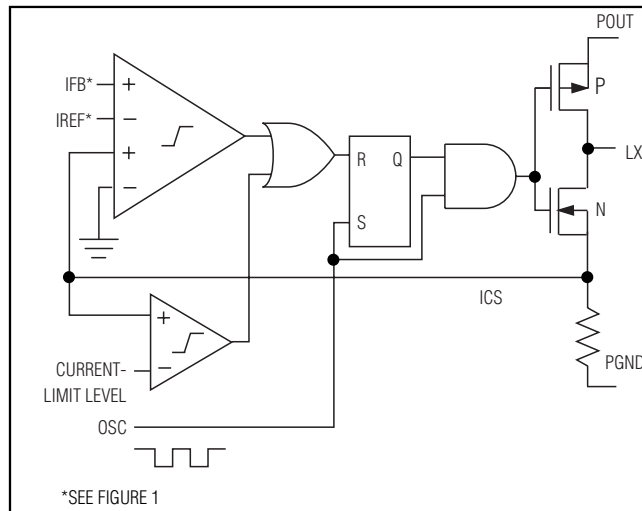 POUT
IFB*
+
P
IREF*
−
+
R
Q
LX
−
N
S
ICS
+
PGND
CURRENT-
−
LIMIT LEVEL
OSC
*SEE FIGURE 1